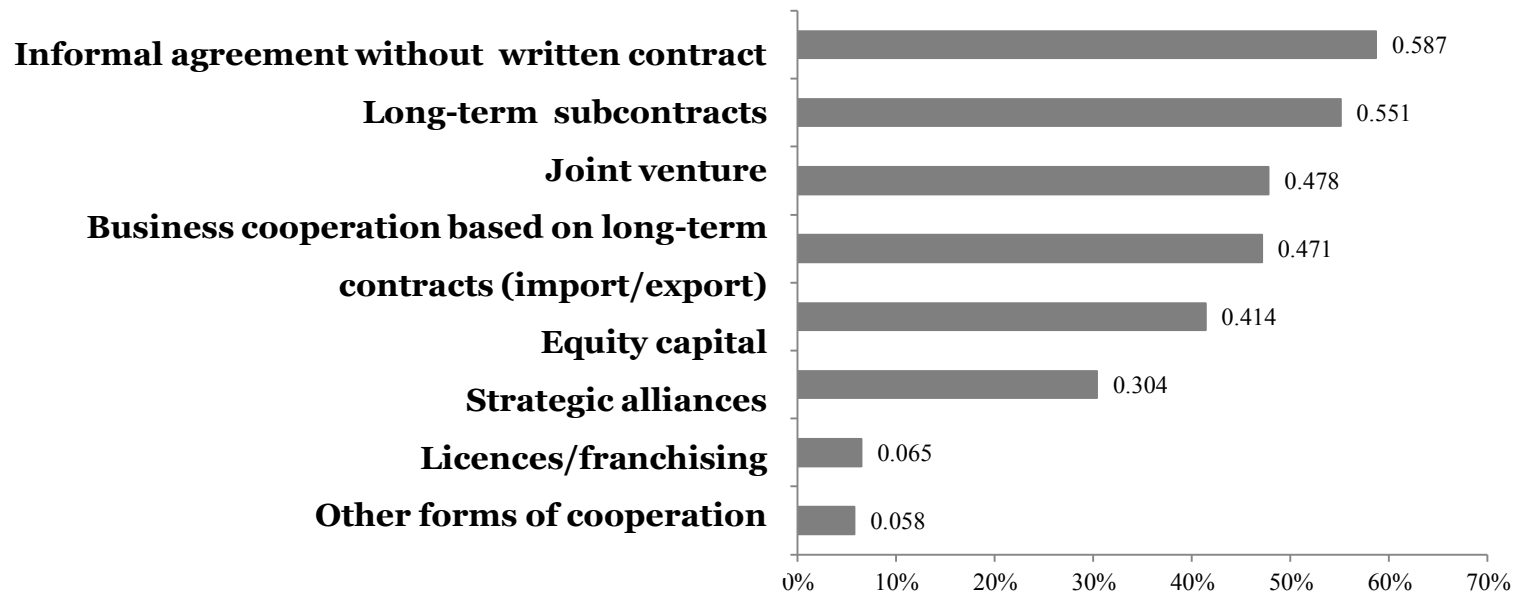 Informal agreement without written contract
0.587
Long-term subcontracts
0.551
Joint venture
0.478
Business cooperation based on long-term
contracts (import/export)
0.471
Equity capital
0.414
Strategic alliances
0.304
Licences/franchising
0.065
Other forms of cooperation
0.058
0% 10% 20% 30% 40% 50% 60% 70%